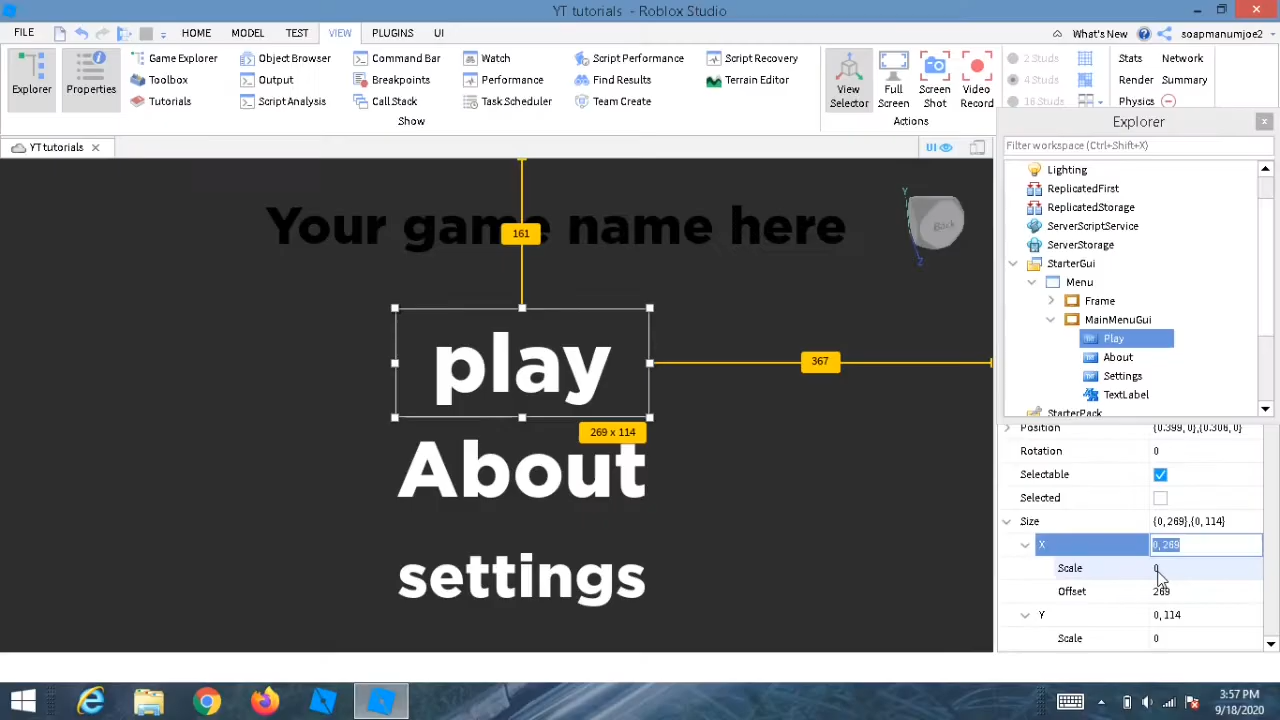 YT tutorials - Roblox Studio
FILE HOME MODEL TEST VIEW PLUGINS UI What's New soapmanumjoe2
Explorer Properties Game Explorer Object Browser Command Bar Watch Script Performance Script Recovery View Selector Full Screen Screen Shot Video Record 2 Studs Stats Network
Toolbox Output Breakpoints Performance Find Results Terrain Editor 4 Studs Render Summary
Tutorials Script Analysis Call Stack Task Scheduler Team Create 16 Studs Physics
Show Actions
Explorer
YT tutorials UI
Filter workspace (Ctrl+Shift+X)
Lighting
ReplicatedFirst
ReplicatedStorage
ServerScriptService
ServerStorage
StarterGui
Menu
Frame
MainMenuGui
Play
About
Settings
TextLabel
StarterPack
Your game name here
161
play
367
269 x 114
About
settings
Back
Y
Z
Position {0.399, 0},{0.306, 0}
Rotation 0
Selectable
Selected
Size {0, 269},{0, 114}
X 0, 269
Scale 0
Offset 269
Y 0, 114
Scale 0
3:57 PM
9/18/2020